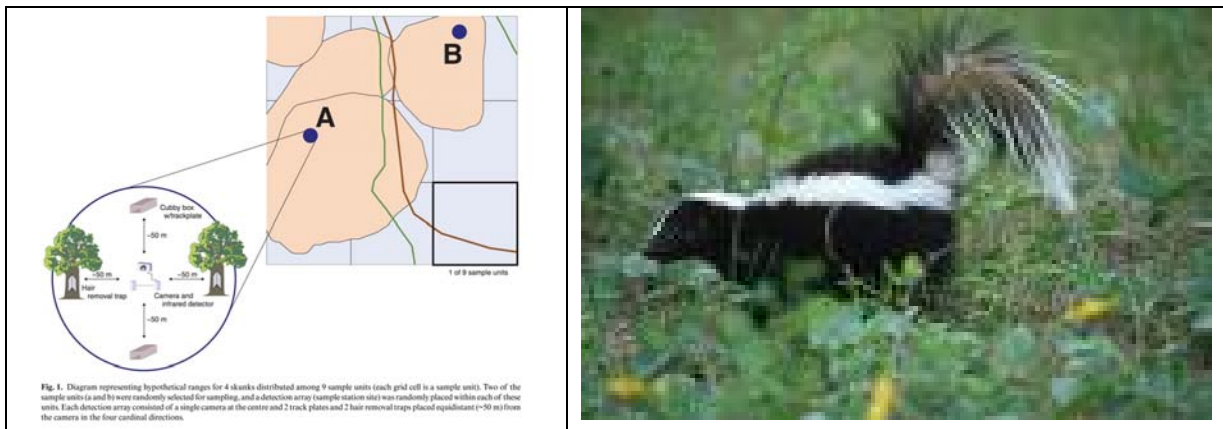 A
B
Cubby box
w/trackplate
~50 m
~50 m
~50 m
Hair
removal trap
Camera and
infrared detector
~50 m
1 of 9 sample units
Fig. 1. Diagram representing hypothetical ranges for 4 skunks distributed among 9 sample units (each grid cell is a sample unit). Two of the
sample units (a and b) were randomly selected for sampling, and a detection array (sample station site) was randomly placed within each of these
units. Each detection array consisted of a single camera at the centre and 2 track plates and 2 hair removal traps placed equidistant (~50 m) from
the camera in the four cardinal directions.